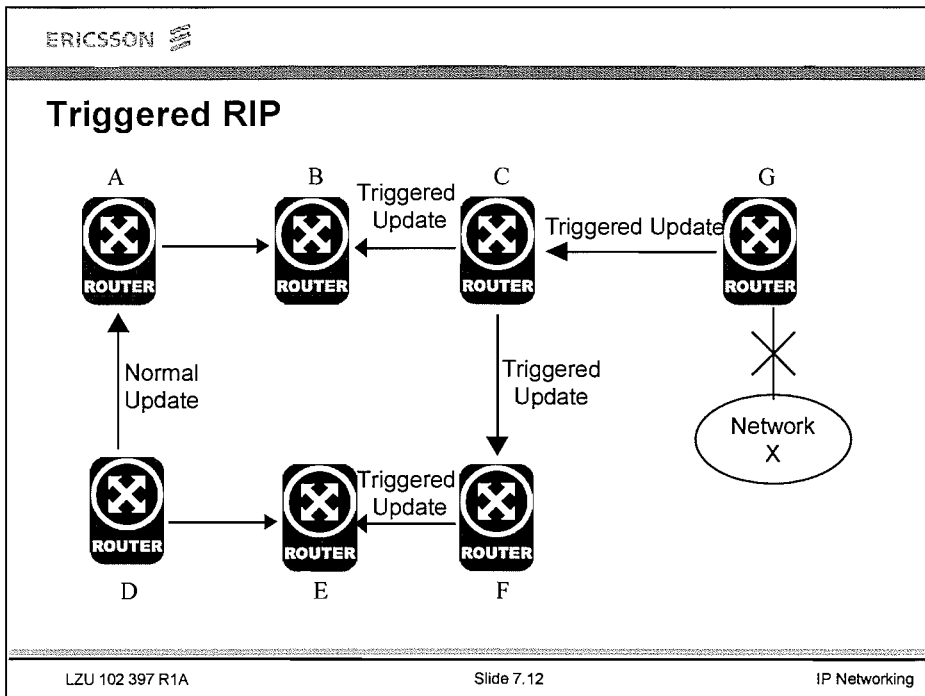 ERICSSON
Triggered RIP
A
B
C
G
Triggered
Update
Triggered Update
ROUTER
ROUTER
ROUTER
ROUTER
Normal
Update
Triggered
Update
Network
X
Triggered
Update
ROUTER
ROUTER
ROUTER
D
E
F
LZU 102 397 R1A
Slide 7.12
IP Networking